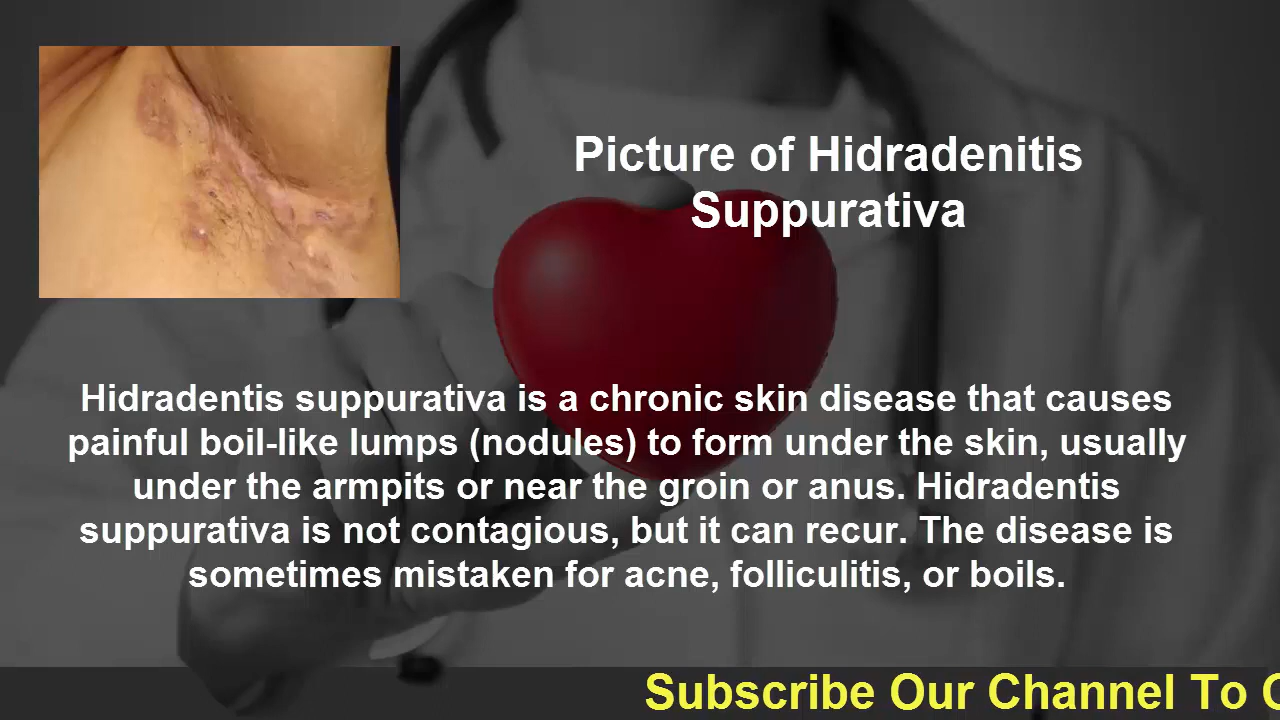 Picture of Hidradenitis
Suppurativa
Hidradentis suppurativa is a chronic skin disease that causes
painful boil-like lumps (nodules) to form under the skin, usually
under the armpits or near the groin or anus. Hidradentis
suppurativa is not contagious, but it can recur. The disease is
sometimes mistaken for acne, folliculitis, or boils.
Subscribe Our Channel To